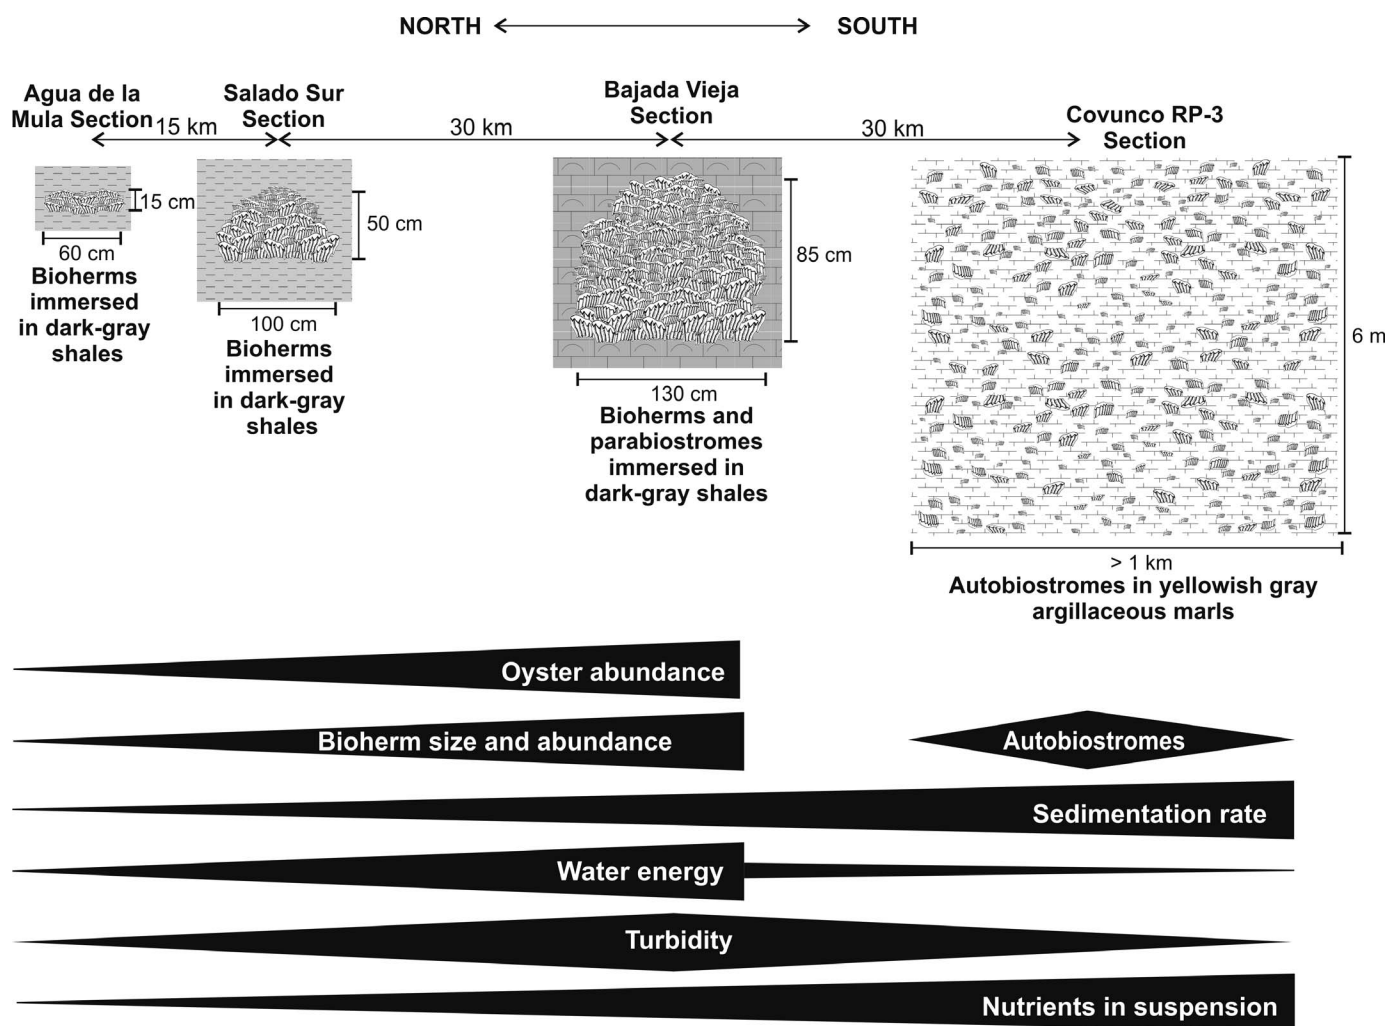 NORTH SOUTH
Agua de la
Mula Section
15 km
Salado Sur
Section
30 km
Bajada Vieja
Section
30 km
Covunco RP-3
Section
15 cm
60 cm
Bioherms
immersed
in dark-gray
shales
50 cm
100 cm
Bioherms
immersed
in dark-gray
shales
85 cm
130 cm
Bioherms and
parabiostromes
immersed in
dark-gray shales
6 m
> 1 km
Autobiostromes in yellowish gray
argillaceous marls
Oyster abundance
Bioherm size and abundance
Autobiostromes
Sedimentation rate
Water energy
Turbidity
Nutrients in suspension